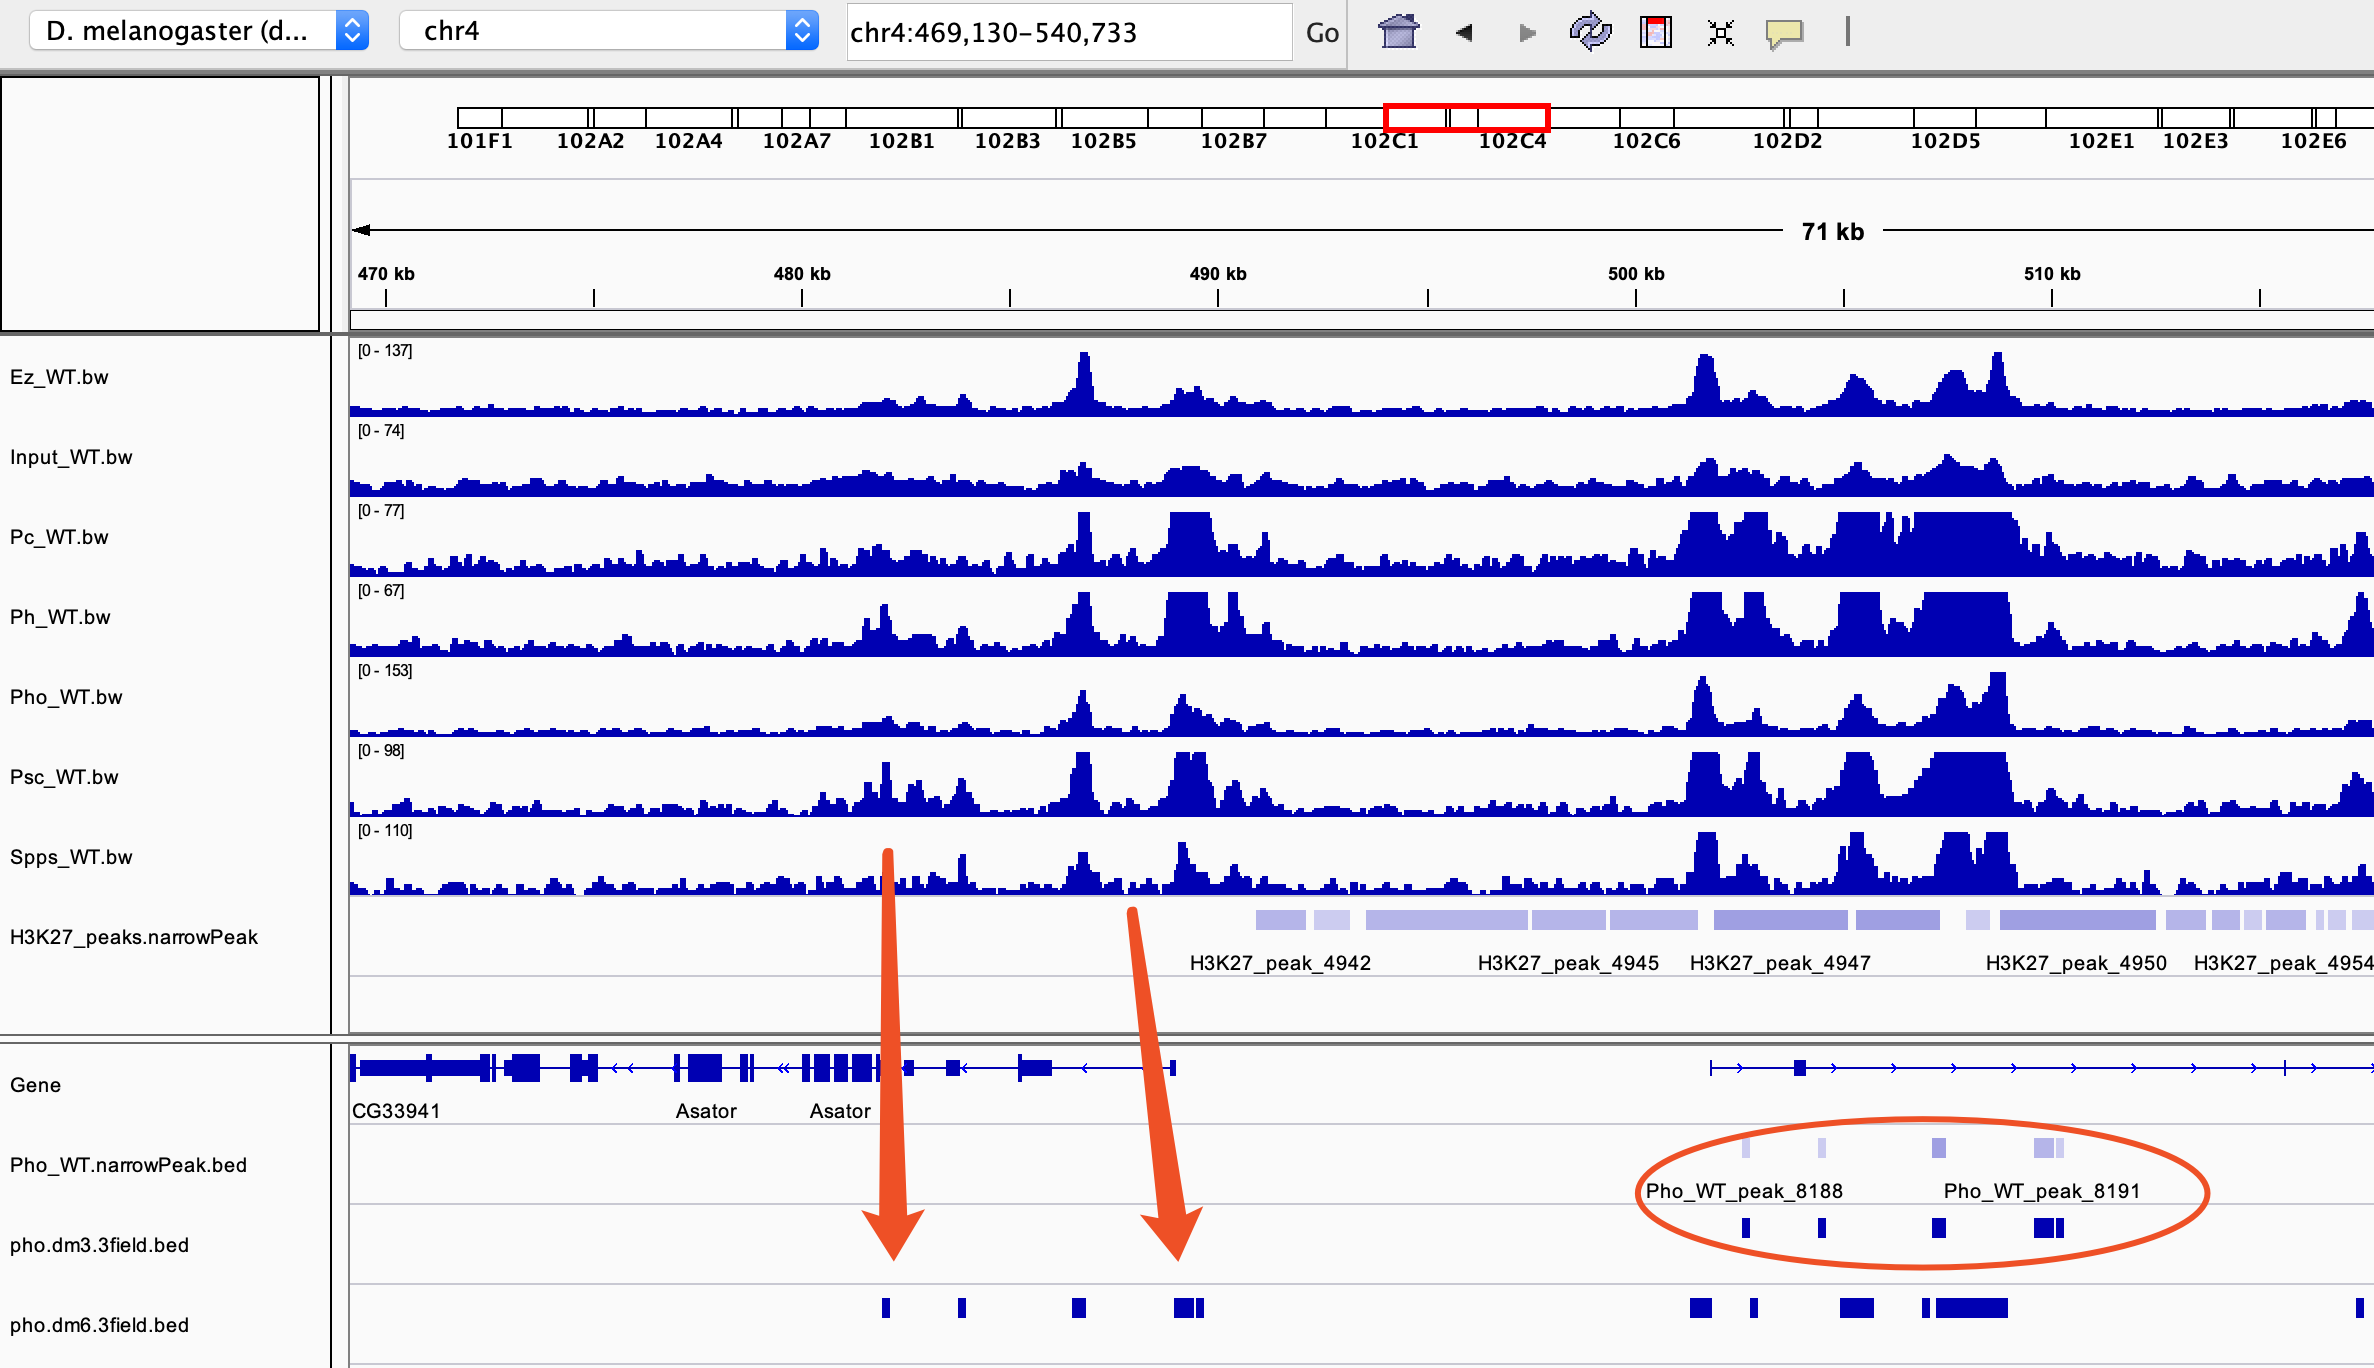 D. melanogaster (d... chr4 chr4:469,130-540,733 Go
101F1 102A2 102A4 102A7 102B1 102B3 102B5 102B7 102C1 102C4 102C6 102D2 102D5 102E1 102E3 102E6
71 kb
470 kb 480 kb 490 kb 500 kb 510 kb
[0 - 137]
Ez_WT.bw
[0 - 74]
Input_WT.bw
[0 - 77]
Pc_WT.bw
[0 - 67]
Ph_WT.bw
[0 - 153]
Pho_WT.bw
[0 - 98]
Psc_WT.bw
[0 - 110]
Spps_WT.bw
H3K27_peaks.narrowPeak
H3K27_peak_4942 H3K27_peak_4945 H3K27_peak_4947 H3K27_peak_4950 H3K27_peak_4954
Gene
CG33941 Asator Asator
Pho_WT.narrowPeak.bed
Pho_WT_peak_8188 Pho_WT_peak_8191
pho.dm3.3field.bed
pho.dm6.3field.bed